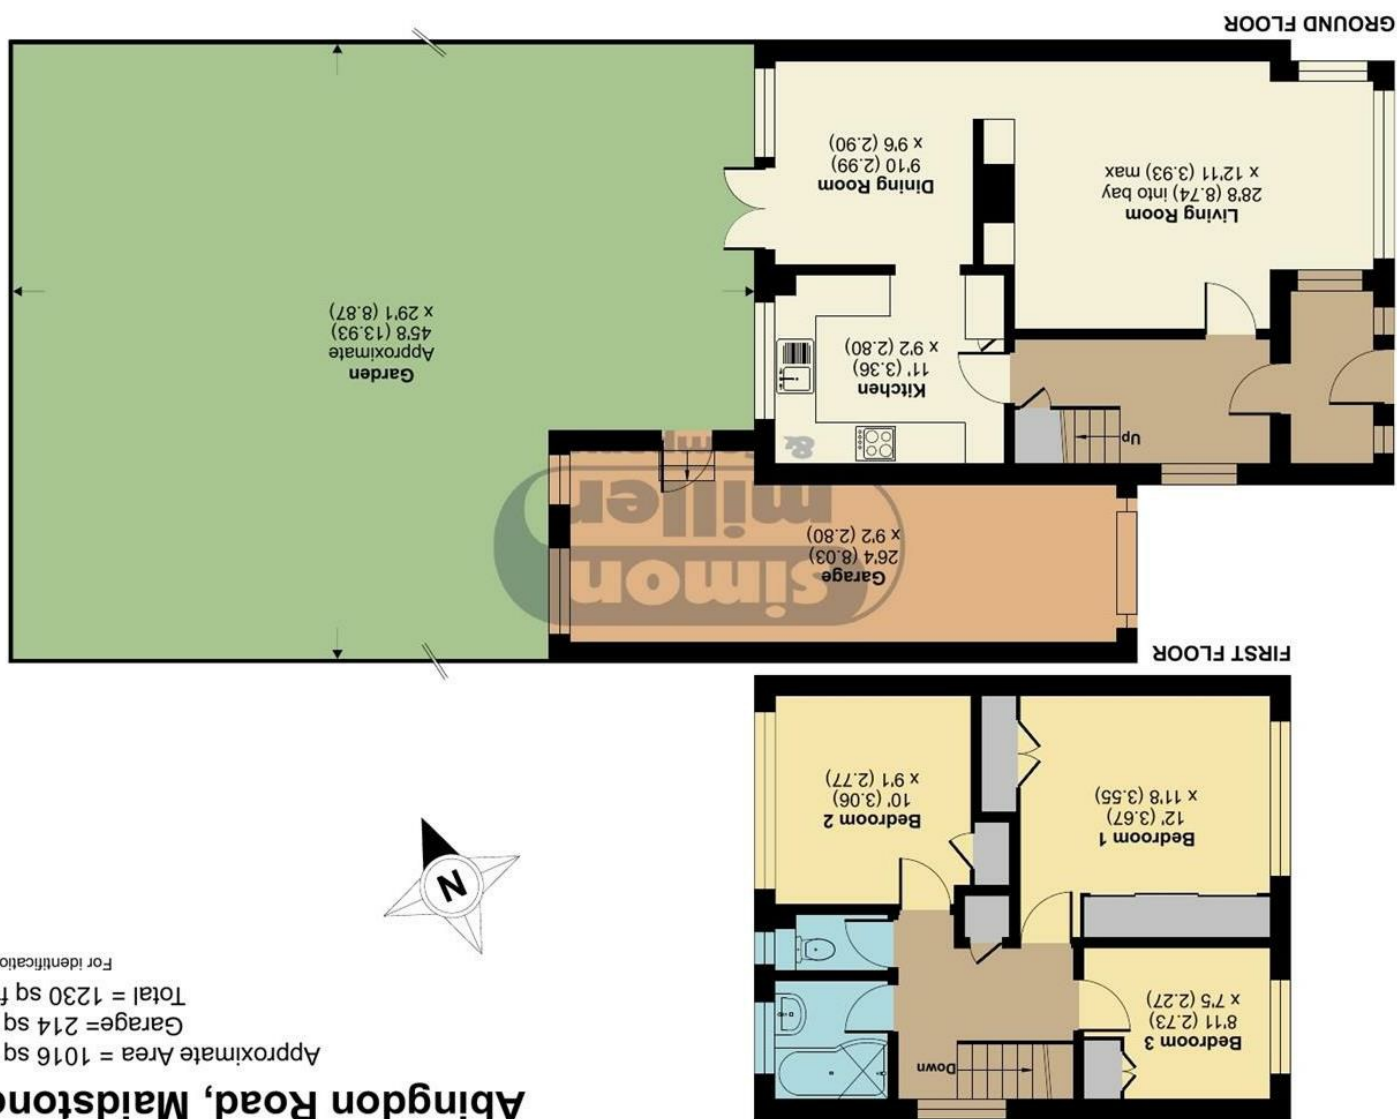 Abingdon Road, Maidstone
Approximate Area = 1016 sq
Garage= 214 sq
Total = 1230 sq f
For identificatio
N
Down
Bedroom 3
8'11 (2.73)
x 7'5 (2.27)
Bedroom 1
12' (3.67)
x 11'8 (3.55)
Bedroom 2
10' (3.06)
x 9'1 (2.77)
FIRST FLOOR
Garage
26'4 (8.03)
x 9'2 (2.80)
simon
miller
&
Up
Kitchen
11' (3.36)
x 9'2 (2.80)
Garden
Approximate
45'8 (13.93)
x 29'1 (8.87)
Living Room
28'8 (8.74) into bay
x 12'11 (3.93) max
Dining Room
9'10 (2.99)
x 9'6 (2.90)
GROUND FLOOR